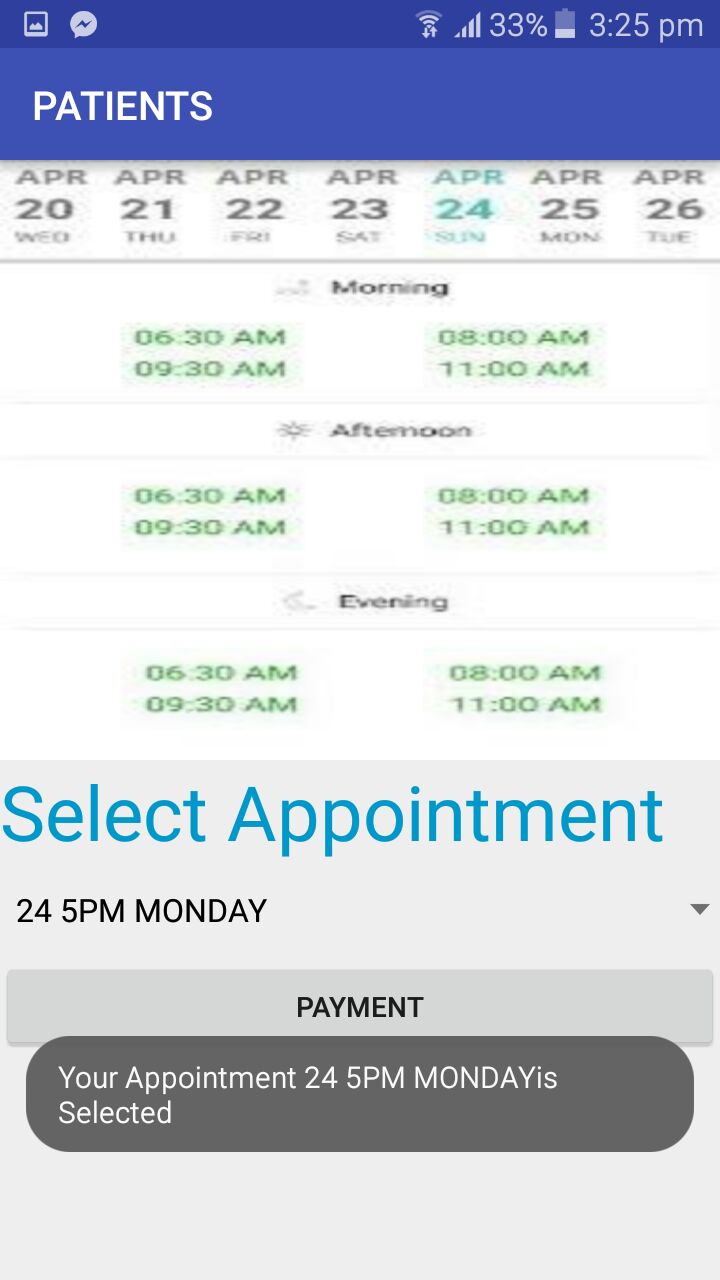 33% 3:25 pm
PATIENTS
APR APR APR APR APR APR APR
20 21 22 23 24 25 26
WED THU FRI SAT SUN MON TUE
Morning
06:30 AM 08:00 AM
09:30 AM 11:00 AM
Afternoon
06:30 AM 08:00 AM
09:30 AM 11:00 AM
Evening
06:30 AM 08:00 AM
09:30 AM 11:00 AM
Select Appointment
24 5PM MONDAY
PAYMENT
Your Appointment 24 5PM MONDAYis
Selected